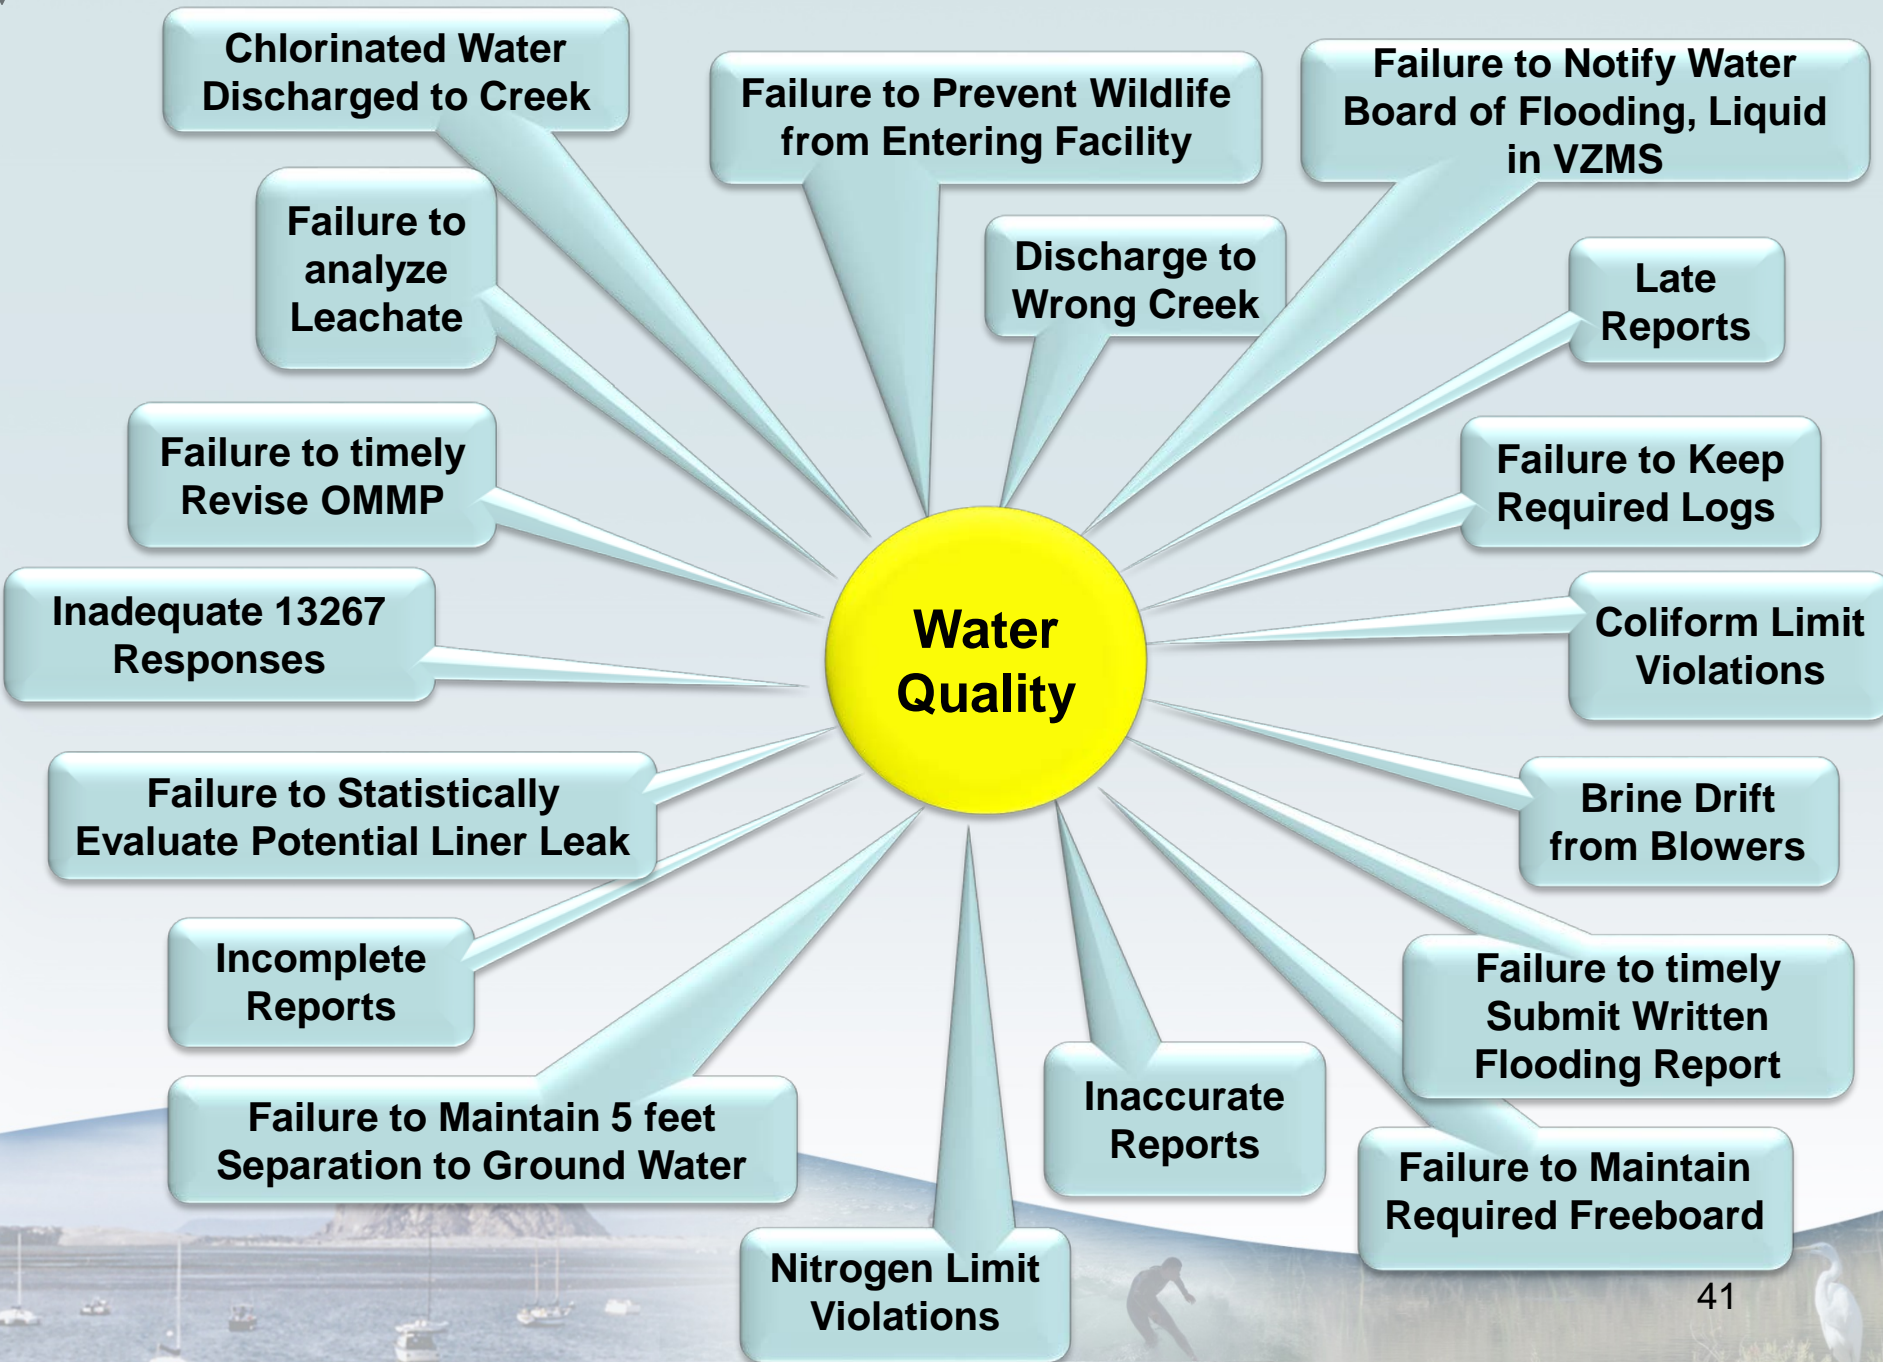 Chlorinated Water
Discharged to Creek
Failure to Prevent Wildlife
from Entering Facility
Failure to Notify Water
Board of Flooding, Liquid
in VZMS
Failure to
analyze
Leachate
Discharge to
Wrong Creek
Late
Reports
Failure to timely
Revise OMMP
Failure to Keep
Required Logs
Inadequate 13267
Responses
Water
Quality
Coliform Limit
Violations
Failure to Statistically
Evaluate Potential Liner Leak
Brine Drift
from Blowers
Incomplete
Reports
Failure to timely
Submit Written
Flooding Report
Failure to Maintain 5 feet
Separation to Ground Water
Inaccurate
Reports
Failure to Maintain
Required Freeboard
Nitrogen Limit
Violations
41